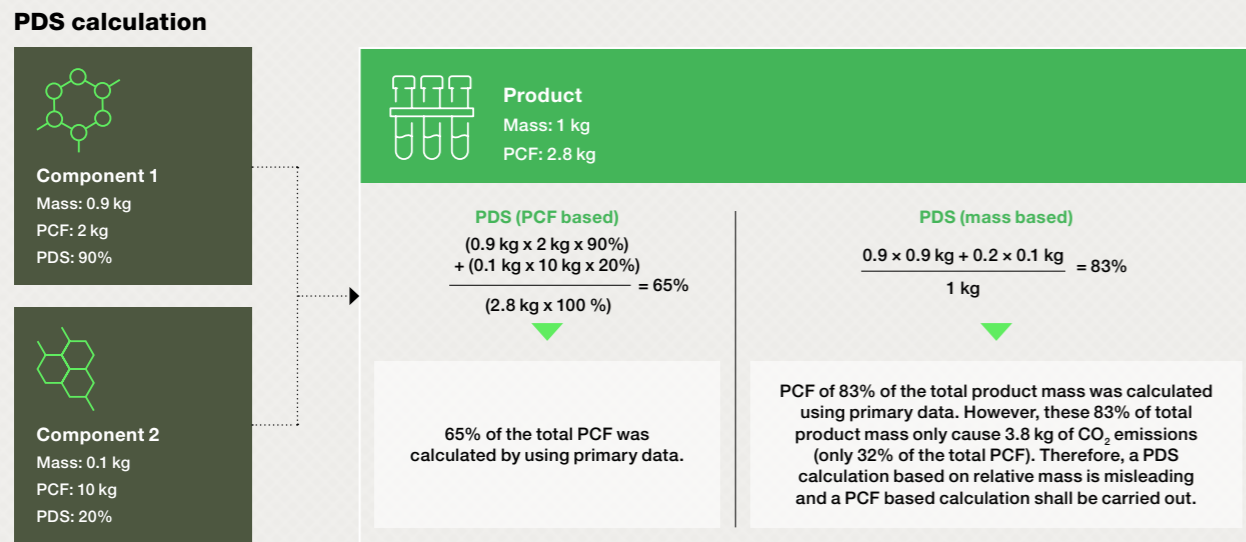 PDS calculation
Component 1
Mass: 0.9 kg
PCF: 2 kg
PDS: 90%
Component 2
Mass: 0.1 kg
PCF: 10 kg
PDS: 20%
Product
Mass: 1 kg
PCF: 2.8 kg
PDS (PCF based)
(0.9 kg x 2 kg x 90%)
+ (0.1 kg x 10 kg x 20%)
= 65%
(2.8 kg x 100 %)
65% of the total PCF was
calculated by using primary data.
PDS (mass based)
0.9 × 0.9 kg + 0.2 × 0.1 kg
= 83%
1 kg
PCF of 83% of the total product mass was calculated
using primary data. However, these 83% of total
product mass only cause 3.8 kg of CO₂ emissions
(only 32% of the total PCF). Therefore, a PDS
calculation based on relative mass is misleading
and a PCF based calculation shall be carried out.